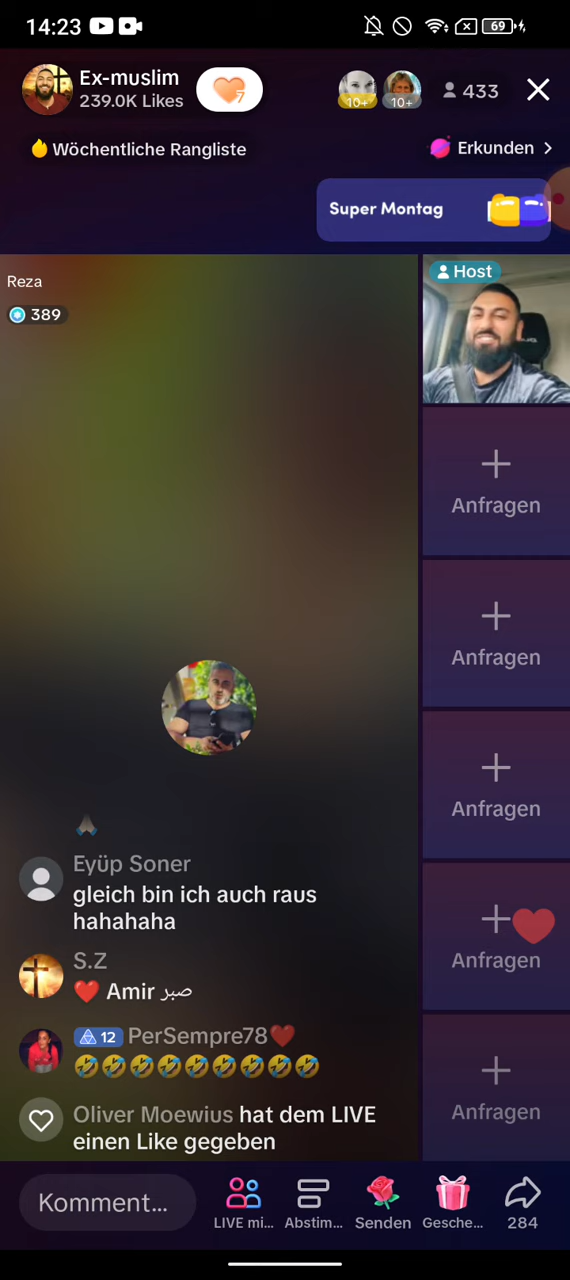 14:23
69
Ex-muslim
239.0K Likes
7
10+
10+
433
Wöchentliche Rangliste
Erkunden
Super Montag
Reza
389
Host
Anfragen
Anfragen
Anfragen
Anfragen
Anfragen
Eyüp Soner
gleich bin ich auch raus
hahahaha
S.Z
❤️ Amir صبر
12 PerSempre78❤️
🤣🤣🤣🤣🤣🤣🤣🤣🤣
Oliver Moewius hat dem LIVE
einen Like gegeben
Komment...
LIVE mi...
Abstim...
Senden
Gesche...
284